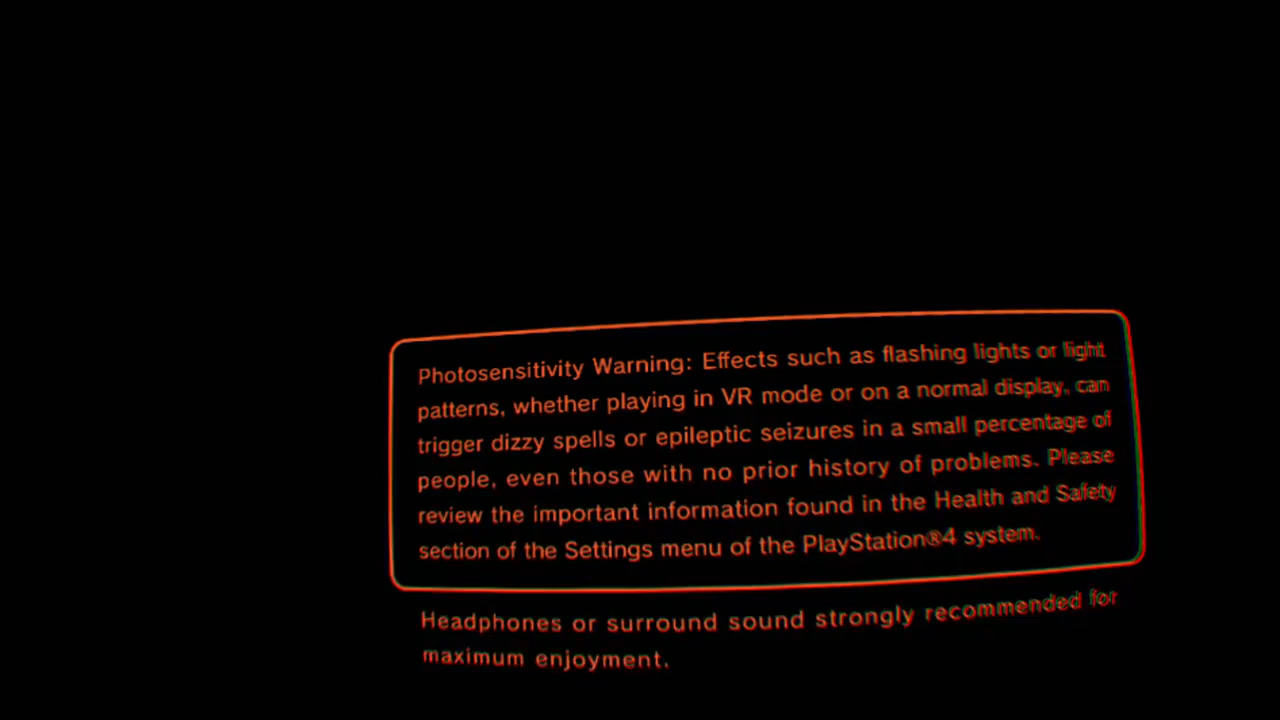 Photosensitivity Warning: Effects such as flashing lights or light
patterns, whether playing in VR mode or on a normal display, can
trigger dizzy spells or epileptic seizures in a small percentage of
people, even those with no prior history of problems. Please
review the important information found in the Health and Safety
section of the Settings menu of the PlayStation®4 system.
Headphones or surround sound strongly recommended for
maximum enjoyment.